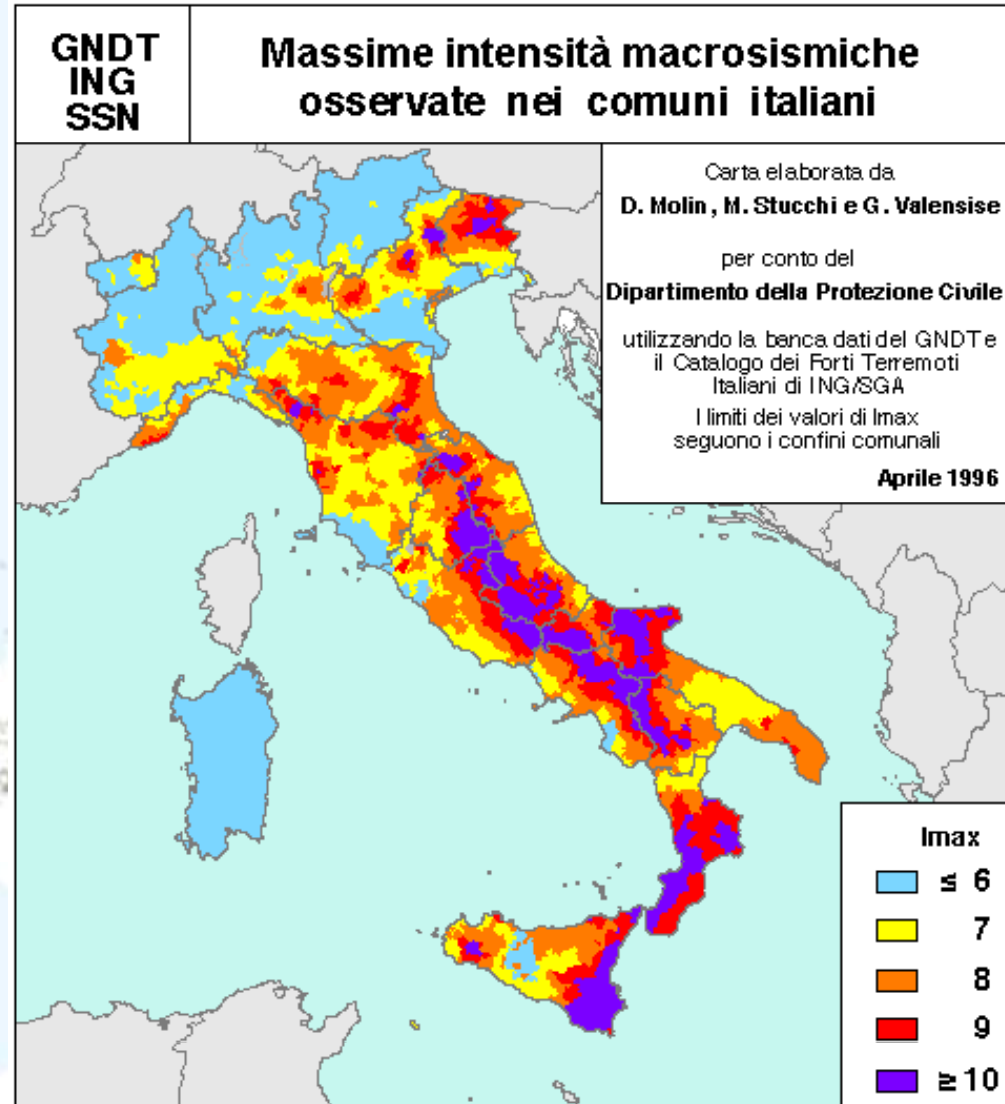 GNDT
ING
SSN
Massime intensità macrosismiche
osservate nei comuni italiani
Carta elaborata da
D. Molin, M. Stucchi e G. Valensise
per conto del
Dipartimento della Protezione Civile
utilizzando la banca dati del GNDT e
il Catalogo dei Forti Terremoti
Italiani di ING/SGA
I limiti dei valori di Imax
seguono i confini comunali
Aprile 1996
Imax
≤ 6
7
8
9
≥ 10